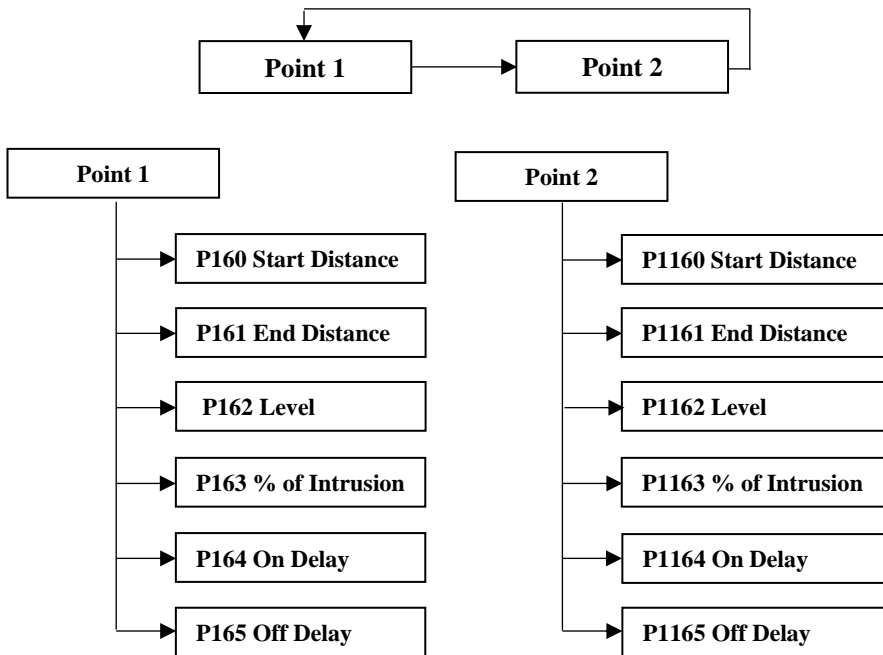 Point 1
Point 2
Point 1
P160 Start Distance
P161 End Distance
P162 Level
P163 % of Intrusion
P164 On Delay
P165 Off Delay
Point 2
P1160 Start Distance
P1161 End Distance
P1162 Level
P1163 % of Intrusion
P1164 On Delay
P1165 Off Delay